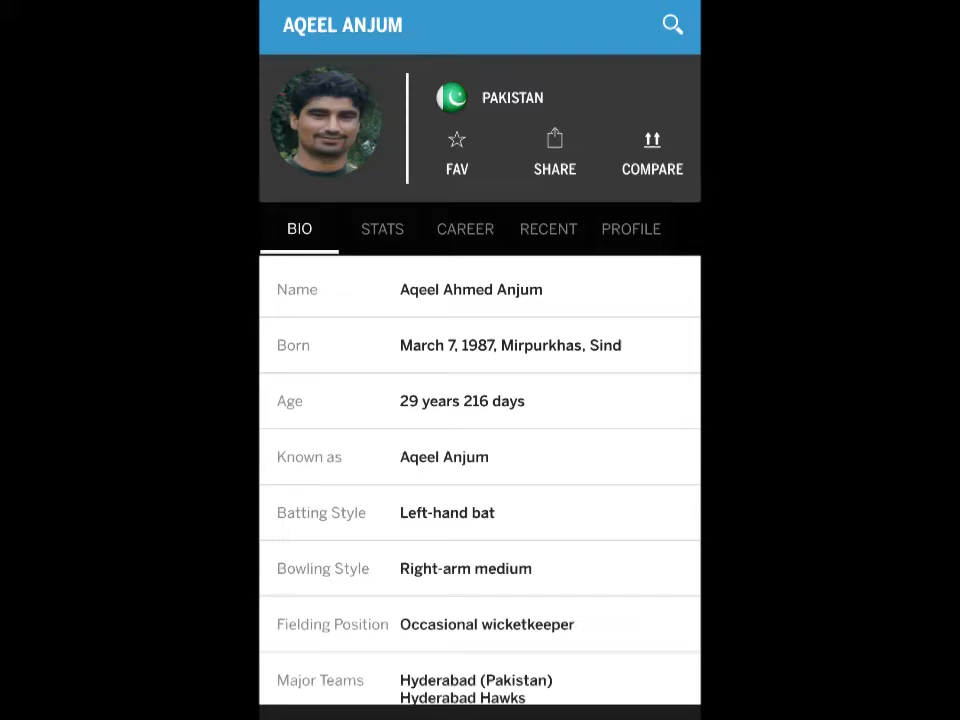 AQEEL ANJUM
PAKISTAN
FAV SHARE COMPARE
BIO STATS CAREER RECENT PROFILE
Name Aqeel Ahmed Anjum
Born March 7, 1987, Mirpurkhas, Sind
Age 29 years 216 days
Known as Aqeel Anjum
Batting Style Left-hand bat
Bowling Style Right-arm medium
Fielding Position Occasional wicketkeeper
Major Teams Hyderabad (Pakistan)
Hyderabad Hawks